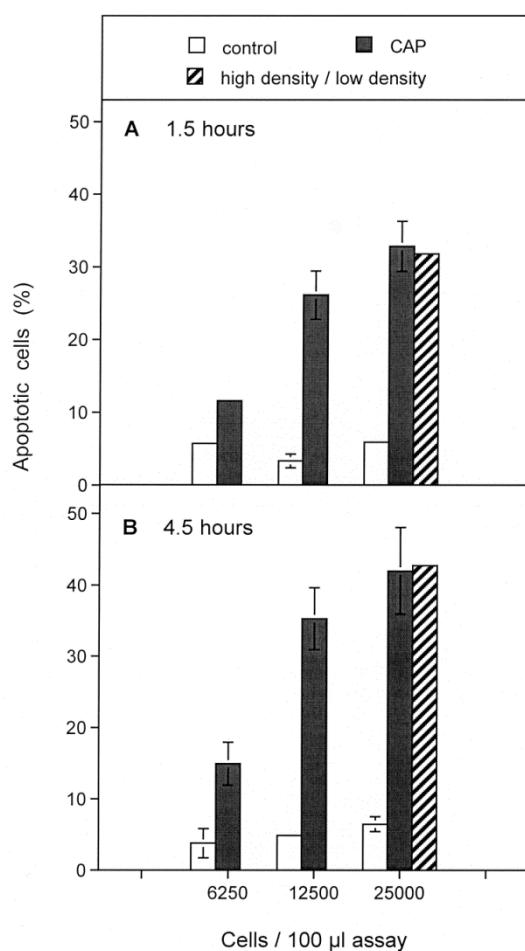 control CAP
high density / low density
A 1.5 hours
50
40
30
20
10
0
B 4.5 hours
50
40
30
20
10
0
Apoptotic cells (%)
6250 12500 25000
Cells / 100 µl assay